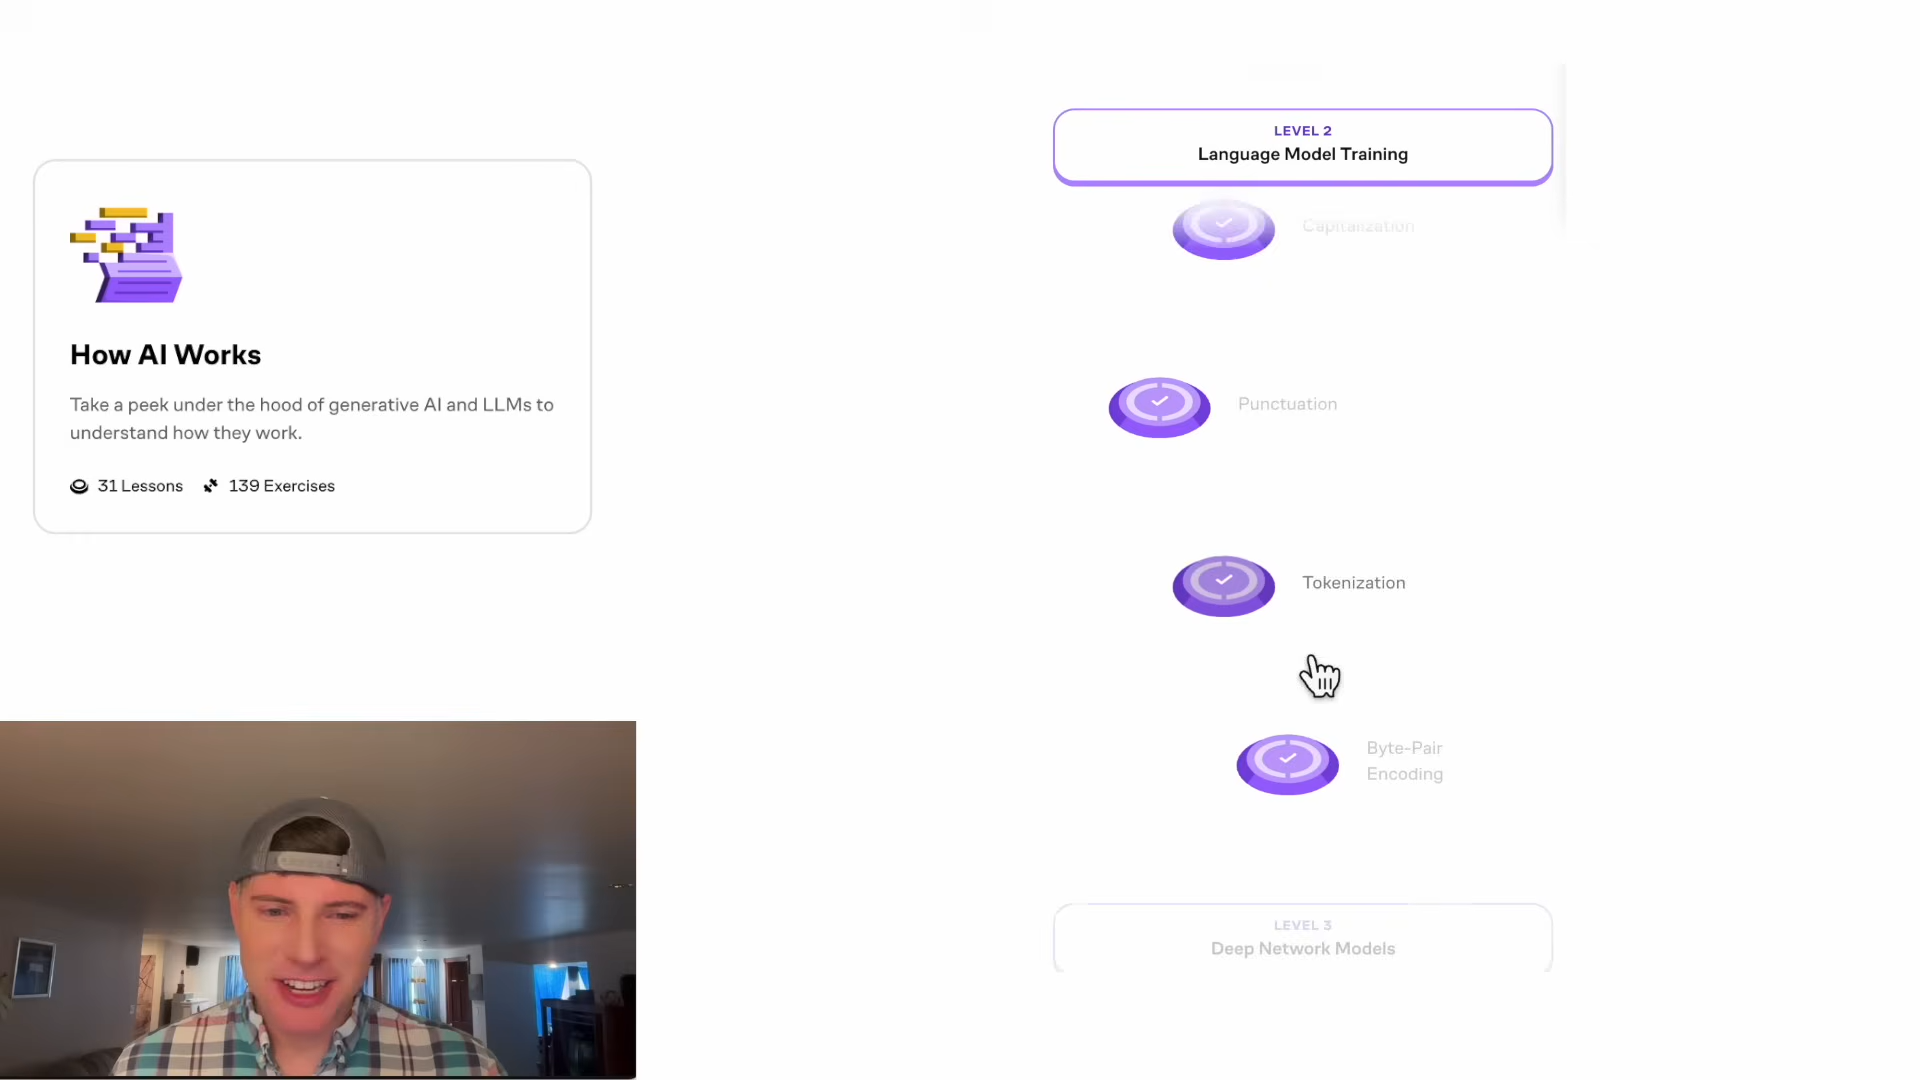 How AI Works
Take a peek under the hood of generative AI and LLMs to
understand how they work.
31 Lessons
139 Exercises
LEVEL 2
Language Model Training
Capitalization
Punctuation
Tokenization
Byte-Pair
Encoding
LEVEL 3
Deep Network Models